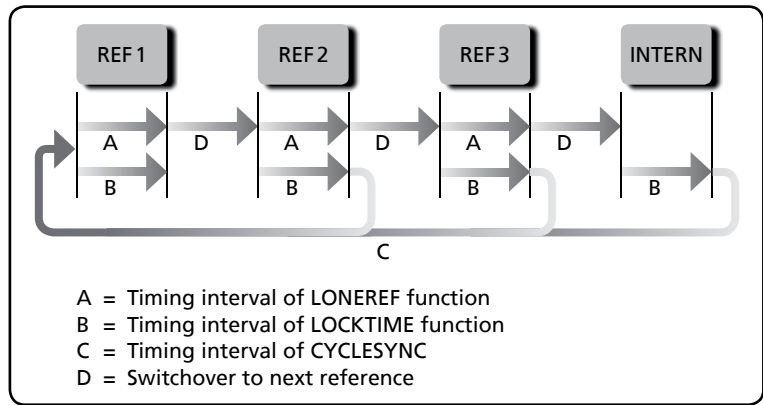 REF 1 REF 2 REF 3 INTERN
A D A D A D
B B B B
C
A = Timing interval of LONEREF function
B = Timing interval of LOCKTIME function
C = Timing interval of CYCLESYNC
D = Switchover to next reference